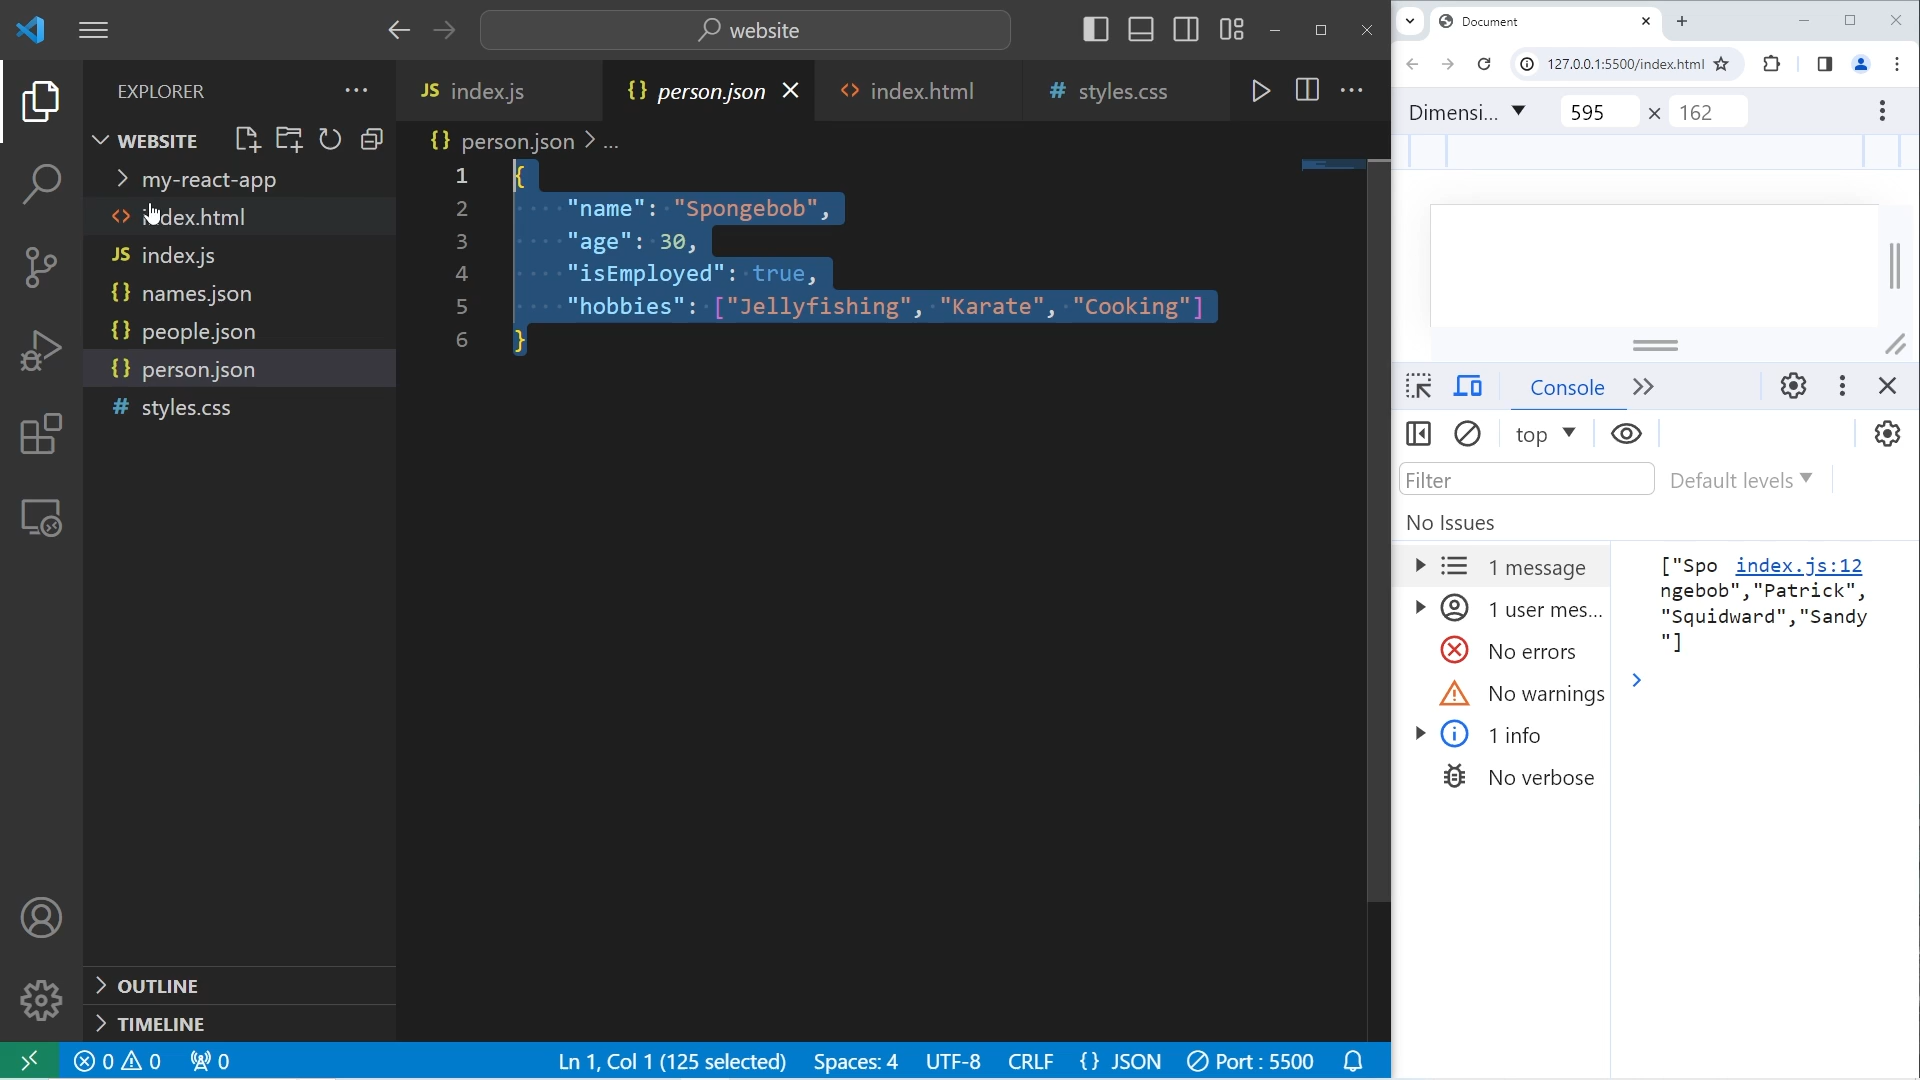 website
EXPLORER
WEBSITE
my-react-app
index.html
JS index.js
{} names.json
{} people.json
{} person.json
# styles.css
OUTLINE
TIMELINE
JS index.js
{} person.json
<> index.html
# styles.css
{} person.json > ...
1 {
2 "name": "Spongebob",
3 "age": 30,
4 "isEmployed": true,
5 "hobbies": ["Jellyfishing", "Karate", "Cooking"]
6 }
0 0 0
Ln 1, Col 1 (125 selected)
Spaces: 4
UTF-8
CRLF
{} JSON
Port : 5500
Document
127.0.0.1:5500/index.html
Dimensi... 595 × 162
Console
top
Filter
Default levels
No Issues
1 message
1 user mes...
No errors
No warnings
1 info
No verbose
["Spo index.js:12
ngebob","Patrick",
"Squidward","Sandy
"]